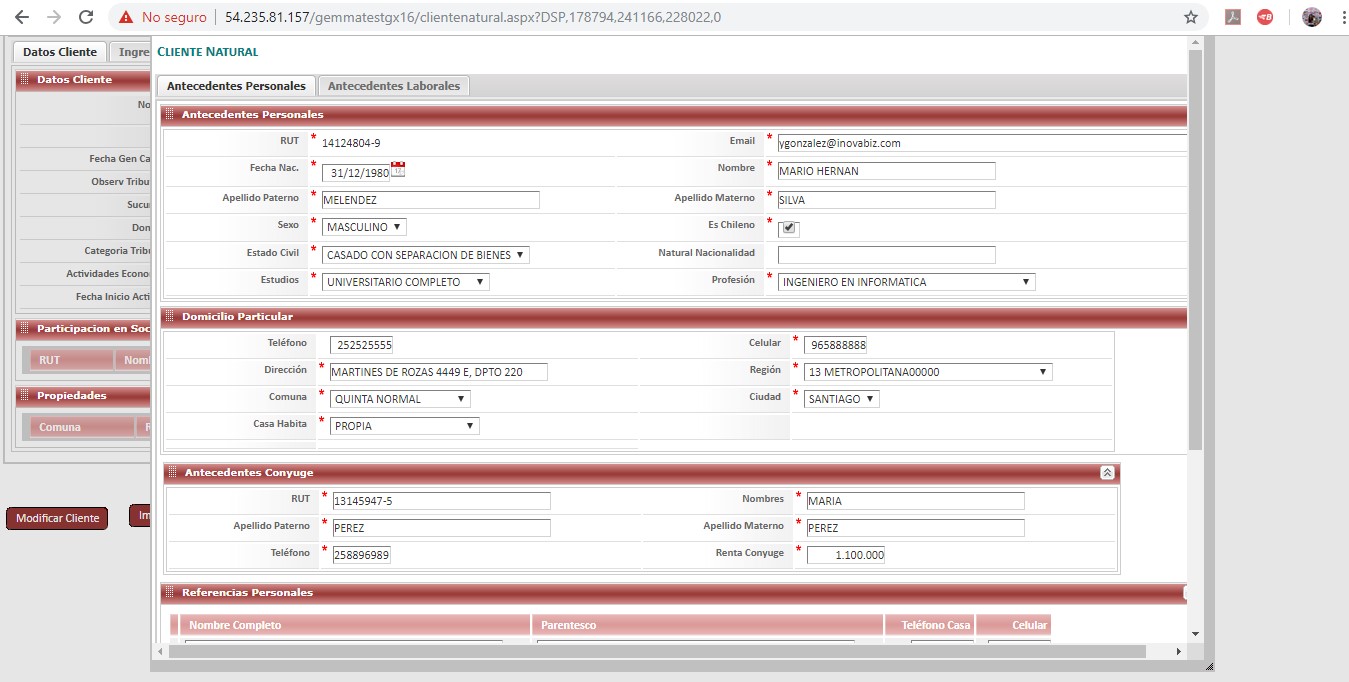 No seguro 54.235.81.157/gemmatestgx16/clientenatural.aspx?DSP,178794,241166,228022,0
Datos Cliente Ingre
Datos Cliente
No
Fecha Gen Ca
Observ Tribu
Sucu
Dom
Categoria Tribu
Actividades Econo
Fecha Inicio Acti
Participacion en Soc
RUT Nomb
Propiedades
Comuna R
Modificar Cliente Im
CLIENTE NATURAL
Antecedentes Personales Antecedentes Laborales
Antecedentes Personales
RUT * 14124804-9 Email * ygonzalez@inovabiz.com
Fecha Nac. * 31/12/1980 Nombre * MARIO HERNAN
Apellido Paterno * MELENDEZ Apellido Materno * SILVA
Sexo * MASCULINO Es Chileno *
Estado Civil * CASADO CON SEPARACION DE BIENES Natural Nacionalidad
Estudios * UNIVERSITARIO COMPLETO Profesión * INGENIERO EN INFORMATICA
Domicilio Particular
Teléfono 252525555 Celular * 965888888
Dirección * MARTINES DE ROZAS 4449 E, DPTO 220 Región * 13 METROPOLITANA00000
Comuna * QUINTA NORMAL Ciudad * SANTIAGO
Casa Habita * PROPIA
Antecedentes Conyuge
RUT * 13145947-5 Nombres * MARIA
Apellido Paterno * PEREZ Apellido Materno * PEREZ
Teléfono * 258896989 Renta Conyuge * 1.100.000
Referencias Personales
Nombre Completo Parentesco Teléfono Casa Celular